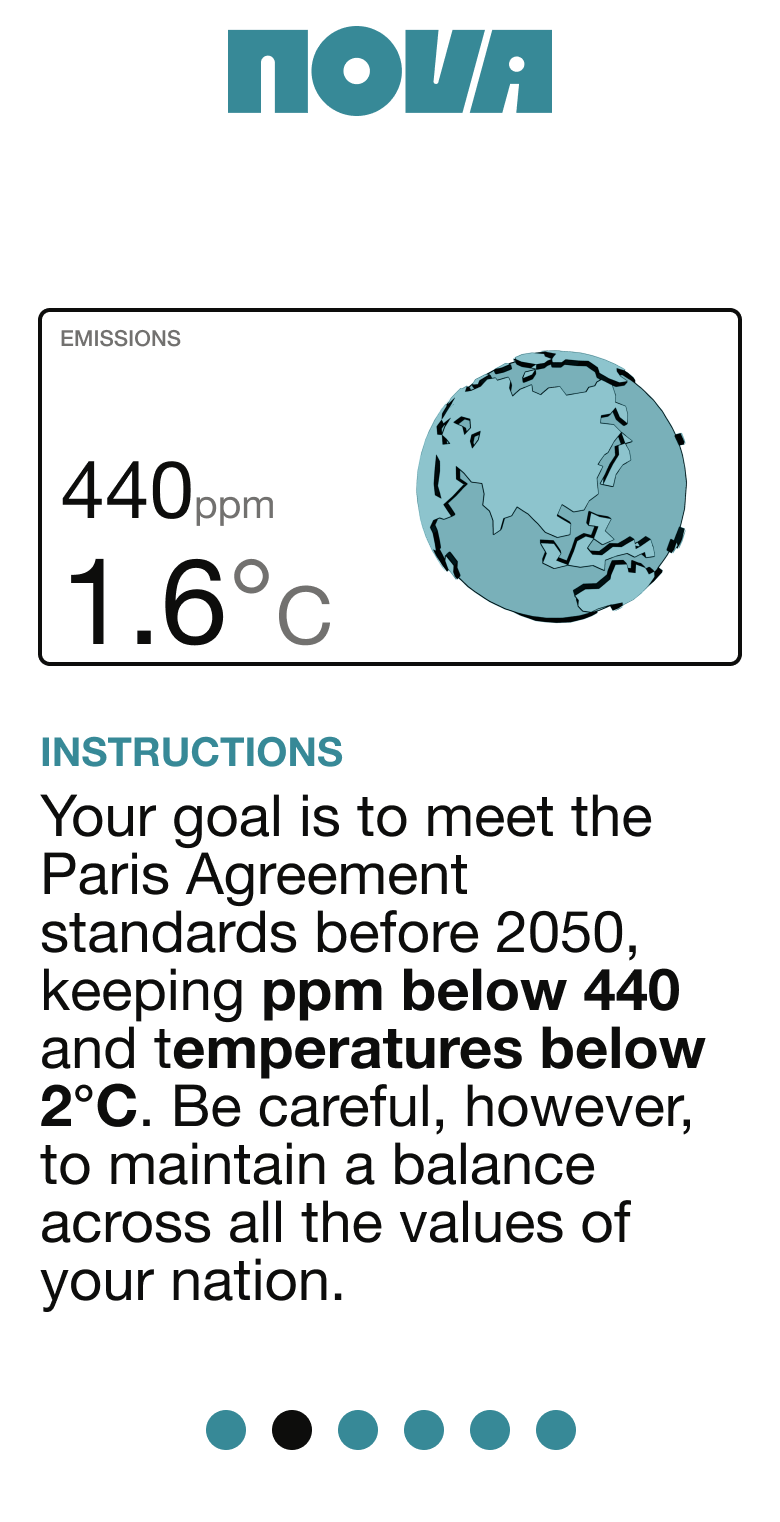 NOVA
EMISSIONS
440ppm
1.6°C
INSTRUCTIONS
Your goal is to meet the
Paris Agreement
standards before 2050,
keeping ppm below 440
and temperatures below
2°C. Be careful, however,
to maintain a balance
across all the values of
your nation.